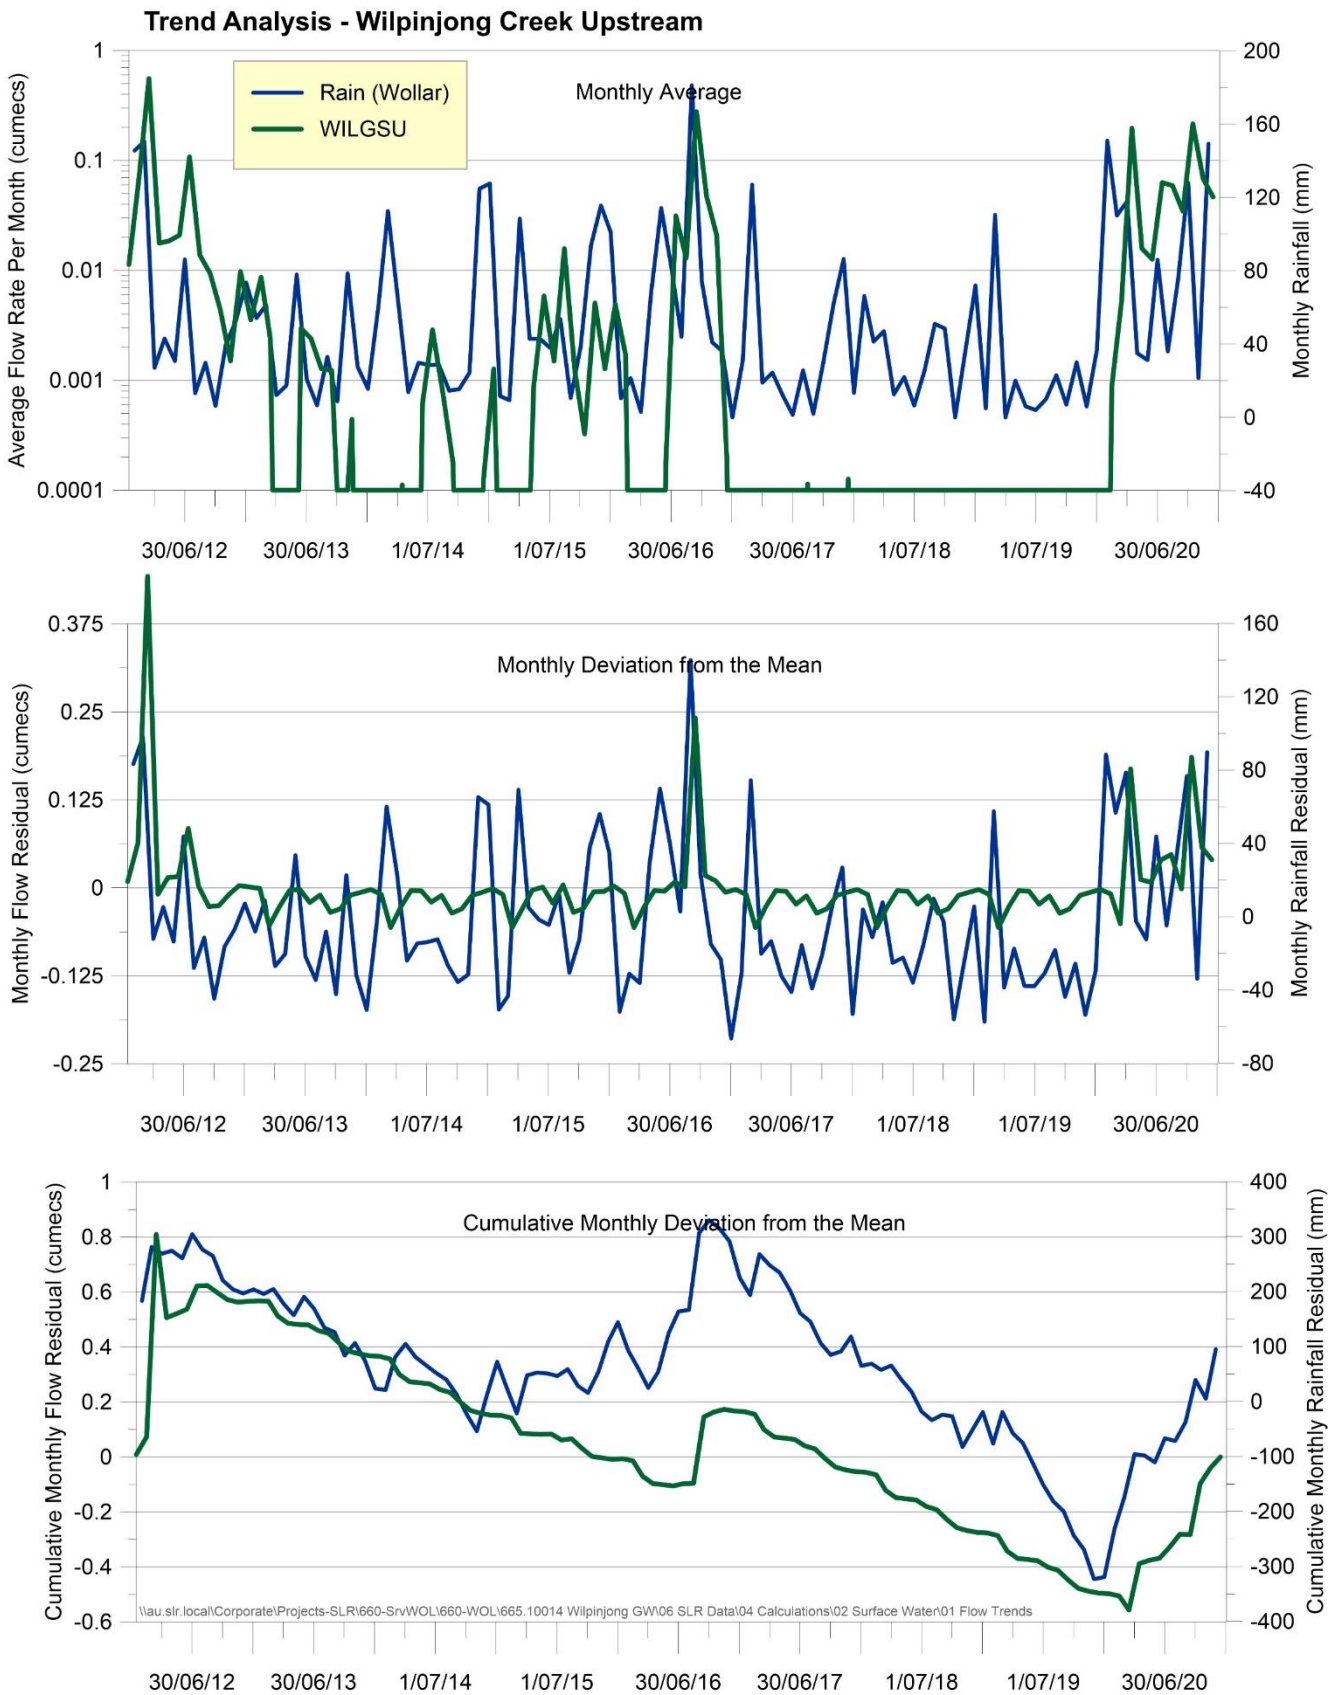 Trend Analysis - Wilpinjong Creek Upstream
Average Flow Rate Per Month (cumecs)
1
0.1
0.01
0.001
0.0001
Rain (Wollar)
WILGSU
Monthly Average
200
160
120
80
40
0
-40
Monthly Rainfall (mm)
30/06/12 30/06/13 1/07/14 1/07/15 30/06/16 30/06/17 1/07/18 1/07/19 30/06/20
Monthly Flow Residual (cumecs)
0.375
0.25
0.125
0
-0.125
-0.25
Monthly Deviation from the Mean
160
120
80
40
0
-40
-80
Monthly Rainfall Residual (mm)
30/06/12 30/06/13 1/07/14 1/07/15 30/06/16 30/06/17 1/07/18 1/07/19 30/06/20
Cumulative Monthly Flow Residual (cumecs)
1
0.8
0.6
0.4
0.2
0
-0.2
-0.4
-0.6
Cumulative Monthly Deviation from the Mean
400
300
200
100
0
-100
-200
-300
-400
Cumulative Monthly Rainfall Residual (mm)
\\au.slr.local\Corporate\Projects-SLR\660-SrvWOL\660-WOL\665.10014 Wilpinjong GW\06 SLR Data\04 Calculations\02 Surface Water\01 Flow Trends
30/06/12 30/06/13 1/07/14 1/07/15 30/06/16 30/06/17 1/07/18 1/07/19 30/06/20